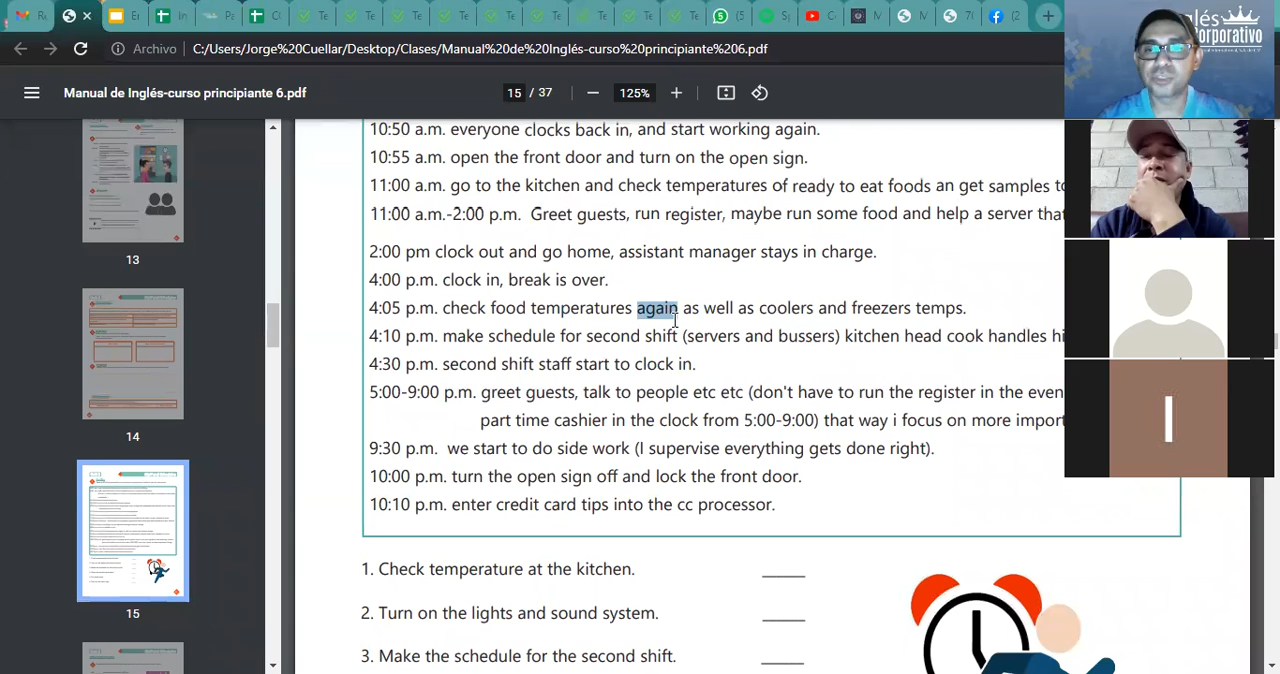 Archivo C:/Users/Jorge%20Cuellar/Desktop/Clases/Manual%20de%20Inglés-curso%20principiante%206.pdf
Manual de Inglés-curso principiante 6.pdf
15 / 37
125%
10:50 a.m. everyone clocks back in, and start working again.
10:55 a.m. open the front door and turn on the open sign.
11:00 a.m. go to the kitchen and check temperatures of ready to eat foods an get samples to
11:00 a.m.-2:00 p.m. Greet guests, run register, maybe run some food and help a server that
2:00 pm clock out and go home, assistant manager stays in charge.
4:00 p.m. clock in, break is over.
4:05 p.m. check food temperatures again as well as coolers and freezers temps.
4:10 p.m. make schedule for second shift (servers and bussers) kitchen head cook handles
4:30 p.m. second shift staff start to clock in.
5:00-9:00 p.m. greet guests, talk to people etc etc (don't have to run the register in the
part time cashier in the clock from 5:00-9:00) that way i focus on more
9:30 p.m. we start to do side work (I supervise everything gets done right).
10:00 p.m. turn the open sign off and lock the front door.
10:10 p.m. enter credit card tips into the cc processor.
1. Check temperature at the kitchen.
2. Turn on the lights and sound system.
3. Make the schedule for the second shift.
13
14
15
I